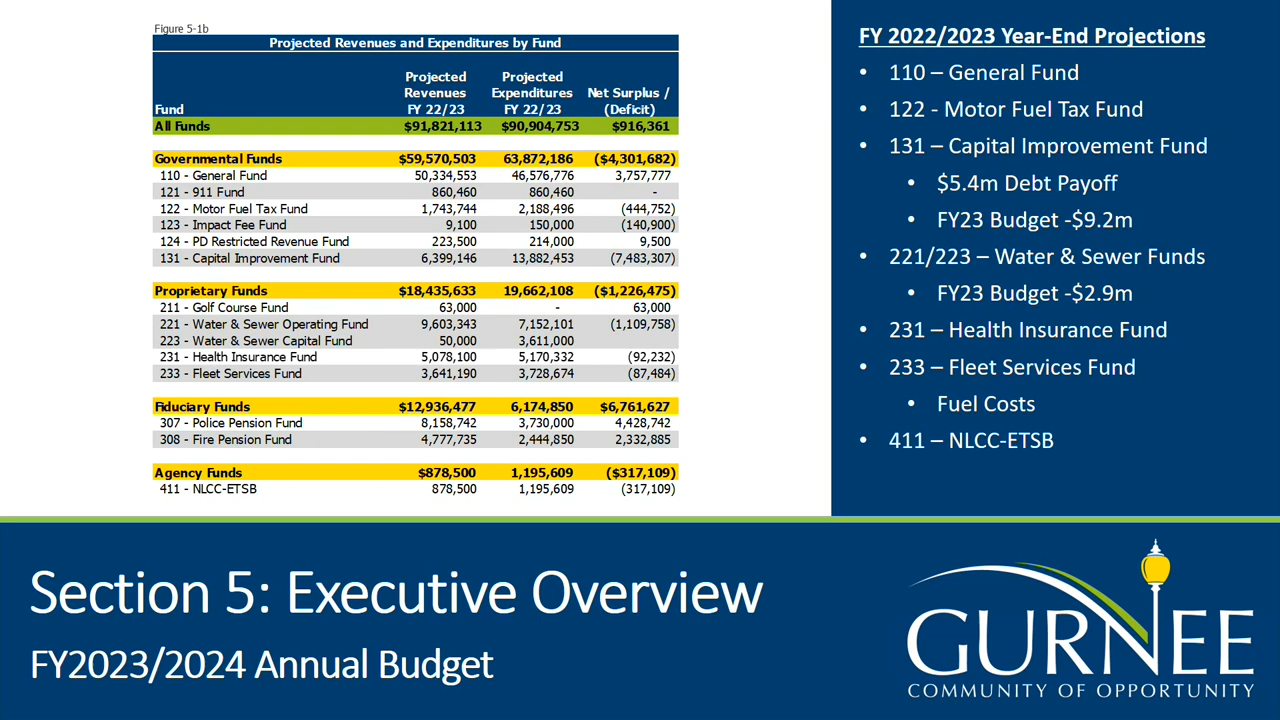 Figure 5-1b
Projected Revenues and Expenditures by Fund
Fund Projected Revenues FY 22/23 Projected Expenditures FY 22/23 Net Surplus / (Deficit)
All Funds $91,821,113 $90,904,753 $916,361
Governmental Funds $59,570,503 63,872,186 ($4,301,682)
110 - General Fund 50,334,553 46,576,776 3,757,777
121 - 911 Fund 860,460 860,460 -
122 - Motor Fuel Tax Fund 1,743,744 2,188,496 (444,752)
123 - Impact Fee Fund 9,100 150,000 (140,900)
124 - PD Restricted Revenue Fund 223,500 214,000 9,500
131 - Capital Improvement Fund 6,399,146 13,882,453 (7,483,307)
Proprietary Funds $18,435,633 19,662,108 ($1,226,475)
211 - Golf Course Fund 63,000 - 63,000
221 - Water & Sewer Operating Fund 9,603,343 7,152,101 (1,109,758)
223 - Water & Sewer Capital Fund 50,000 3,611,000
231 - Health Insurance Fund 5,078,100 5,170,332 (92,232)
233 - Fleet Services Fund 3,641,190 3,728,674 (87,484)
Fiduciary Funds $12,936,477 6,174,850 $6,761,627
307 - Police Pension Fund 8,158,742 3,730,000 4,428,742
308 - Fire Pension Fund 4,777,735 2,444,850 2,332,885
Agency Funds $878,500 1,195,609 ($317,109)
411 - NLCC-ETSB 878,500 1,195,609 (317,109)
FY 2022/2023 Year-End Projections
• 110 – General Fund
• 122 - Motor Fuel Tax Fund
• 131 – Capital Improvement Fund
• $5.4m Debt Payoff
• FY23 Budget -$9.2m
• 221/223 – Water & Sewer Funds
• FY23 Budget -$2.9m
• 231 – Health Insurance Fund
• 233 – Fleet Services Fund
• Fuel Costs
• 411 – NLCC-ETSB
Section 5: Executive Overview
FY2023/2024 Annual Budget
GURNEE
COMMUNITY OF OPPORTUNITY